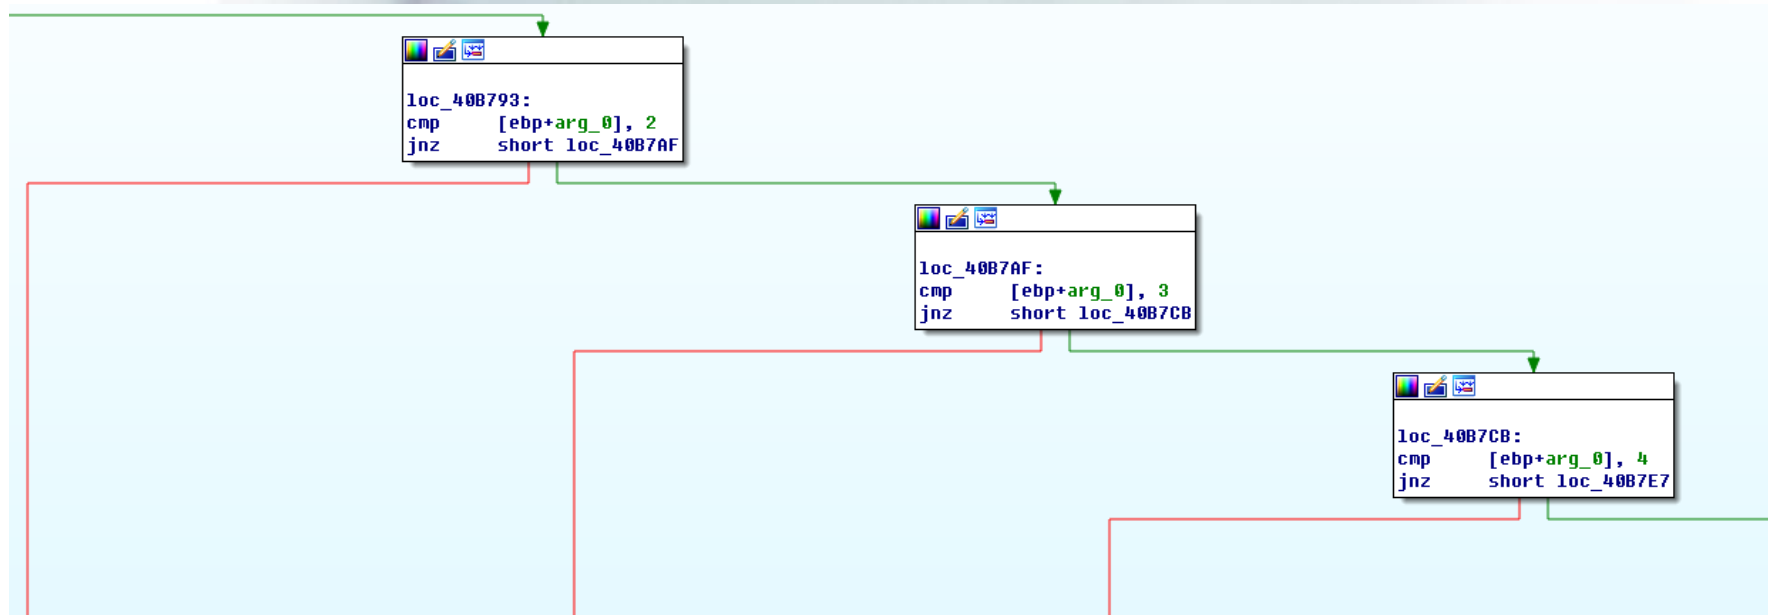 loc_40B793:
cmp [ebp+arg_0], 2
jnz short loc_40B7AF
loc_40B7AF:
cmp [ebp+arg_0], 3
jnz short loc_40B7CB
loc_40B7CB:
cmp [ebp+arg_0], 4
jnz short loc_40B7E7